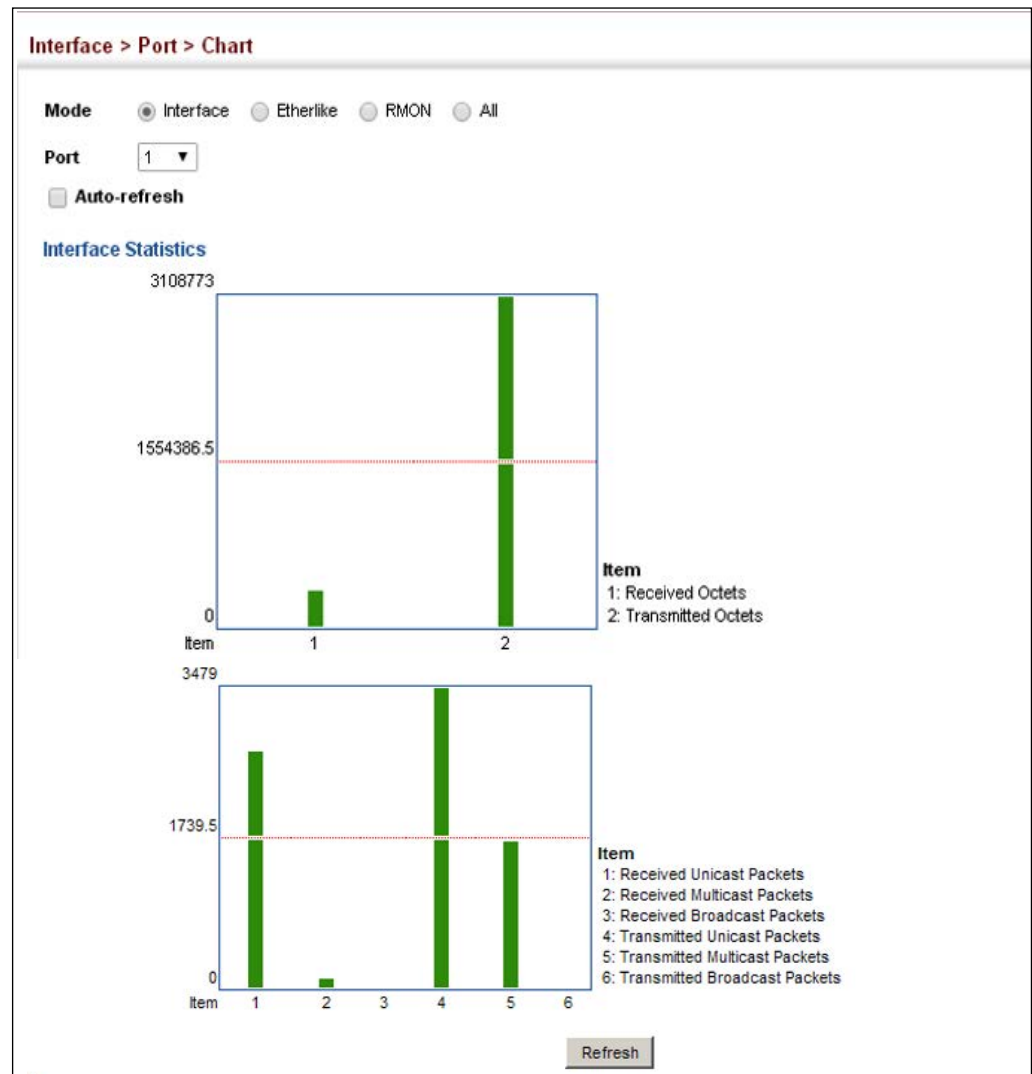 Interface > Port > Chart
Mode Interface Etherlike RMON All
Port 1
Auto-refresh
Interface Statistics
3108773
1554386.5
0
Item 1 2
Item
1: Received Octets
2: Transmitted Octets
3479
1739.5
0
Item 1 2 3 4 5 6
Item
1: Received Unicast Packets
2: Received Multicast Packets
3: Received Broadcast Packets
4: Transmitted Unicast Packets
5: Transmitted Multicast Packets
6: Transmitted Broadcast Packets
Refresh